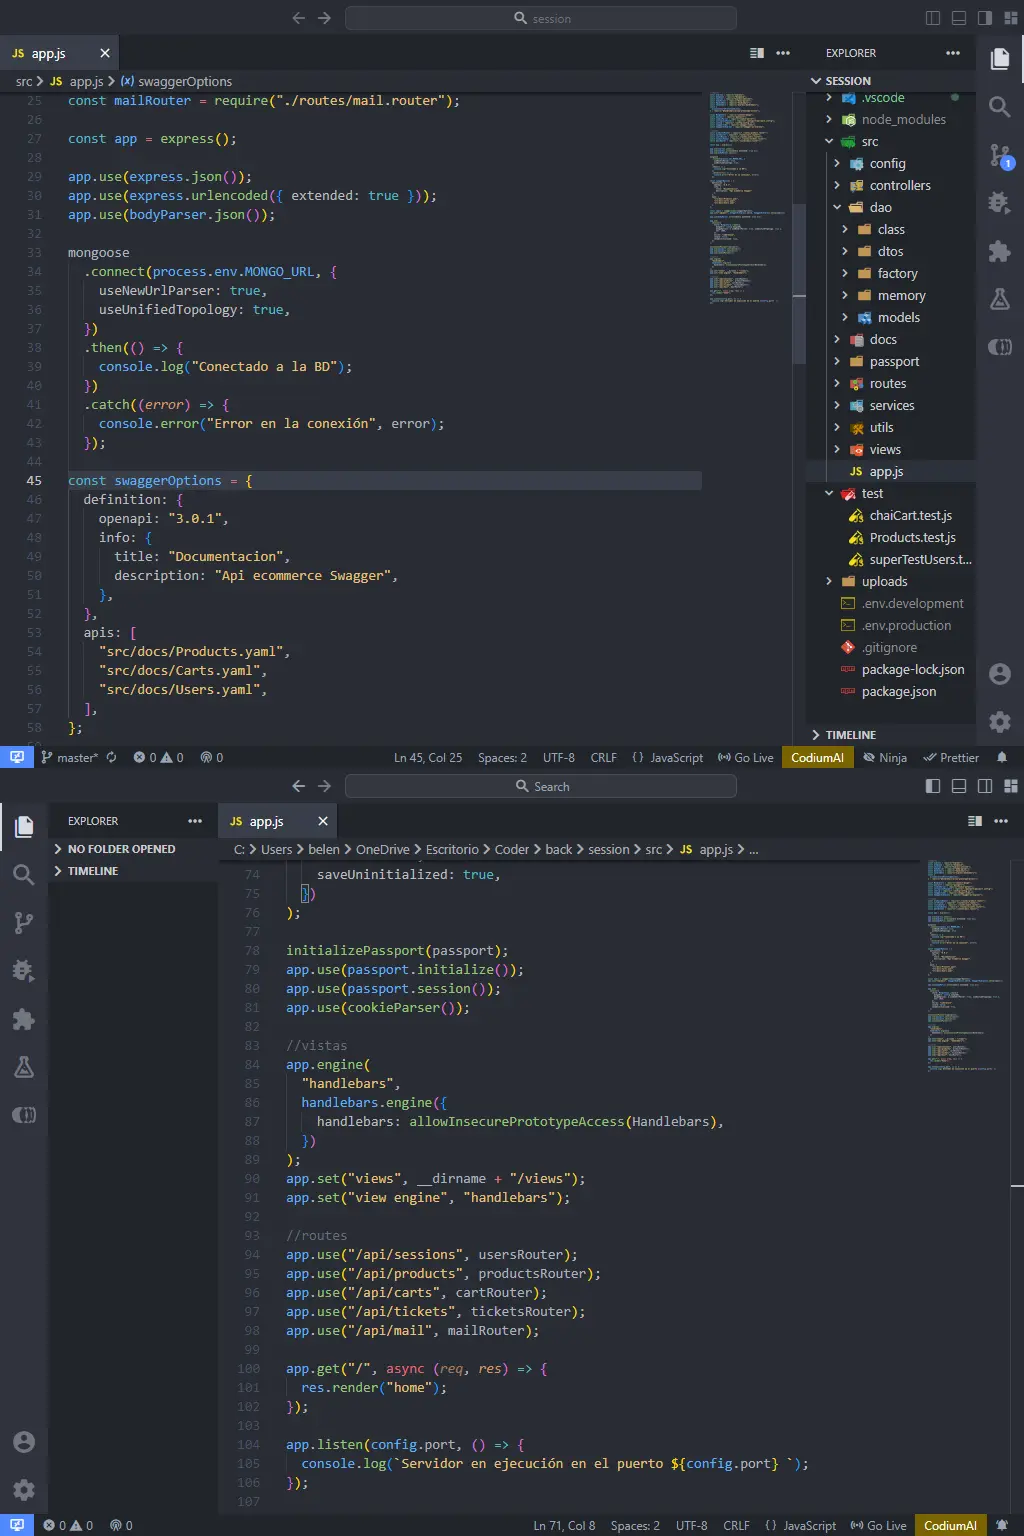 session
JS app.js
EXPLORER
src > JS app.js > (x) swaggerOptions
SESSION
25 const mailRouter = require("./routes/mail.router");
26
27 const app = express();
28
29 app.use(express.json());
30 app.use(express.urlencoded({ extended: true }));
31 app.use(bodyParser.json());
32
33 mongoose
34 .connect(process.env.MONGO_URL, {
35 useNewUrlParser: true,
36 useUnifiedTopology: true,
37 })
38 .then(() => {
39 console.log("Conectado a la BD");
40 })
41 .catch((error) => {
42 console.error("Error en la conexión", error);
43 });
44
45 const swaggerOptions = {
46 definition: {
47 openapi: "3.0.1",
48 info: {
49 title: "Documentacion",
50 description: "Api ecommerce Swagger",
51 },
52 },
53 apis: [
54 "src/docs/Products.yaml",
55 "src/docs/Carts.yaml",
56 "src/docs/Users.yaml",
57 ],
58 };
.vscode
node_modules
src
config
controllers
dao
class
dtos
factory
memory
models
docs
passport
routes
services
utils
views
JS app.js
test
chaiCart.test.js
Products.test.js
superTestUsers.t...
uploads
.env.development
.env.production
.gitignore
package-lock.json
package.json
TIMELINE
1
master* 0 0 0 Ln 45, Col 25 Spaces: 2 UTF-8 CRLF {} JavaScript Go Live CodiumAI Ninja Prettier
Search
EXPLORER
JS app.js
NO FOLDER OPENED
TIMELINE
C: > Users > belen > OneDrive > Escritorio > Coder > back > session > src > JS app.js > ...
74 saveUninitialized: true,
75 })
76 );
77
78 initializePassport(passport);
79 app.use(passport.initialize());
80 app.use(passport.session());
81 app.use(cookieParser());
82
83 //vistas
84 app.engine(
85 "handlebars",
86 handlebars.engine({
87 handlebars: allowInsecurePrototypeAccess(Handlebars),
88 })
89 );
90 app.set("views", __dirname + "/views");
91 app.set("view engine", "handlebars");
92
93 //routes
94 app.use("/api/sessions", usersRouter);
95 app.use("/api/products", productsRouter);
96 app.use("/api/carts", cartRouter);
97 app.use("/api/tickets", ticketsRouter);
98 app.use("/api/mail", mailRouter);
99
100 app.get("/", async (req, res) => {
101 res.render("home");
102 });
103
104 app.listen(config.port, () => {
105 console.log(`Servidor en ejecución en el puerto ${config.port} `);
106 });
107
0 0 0 Ln 71, Col 8 Spaces: 2 UTF-8 CRLF {} JavaScript Go Live CodiumAI